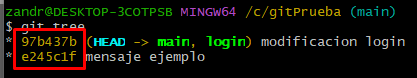 zandr@DESKTOP-3COTPSB MINGW64 /c/gitPrueba (main)
$ git tree
* 97b437b (HEAD -> main, login) modificacion login
* e245c1f mensaje ejemplo